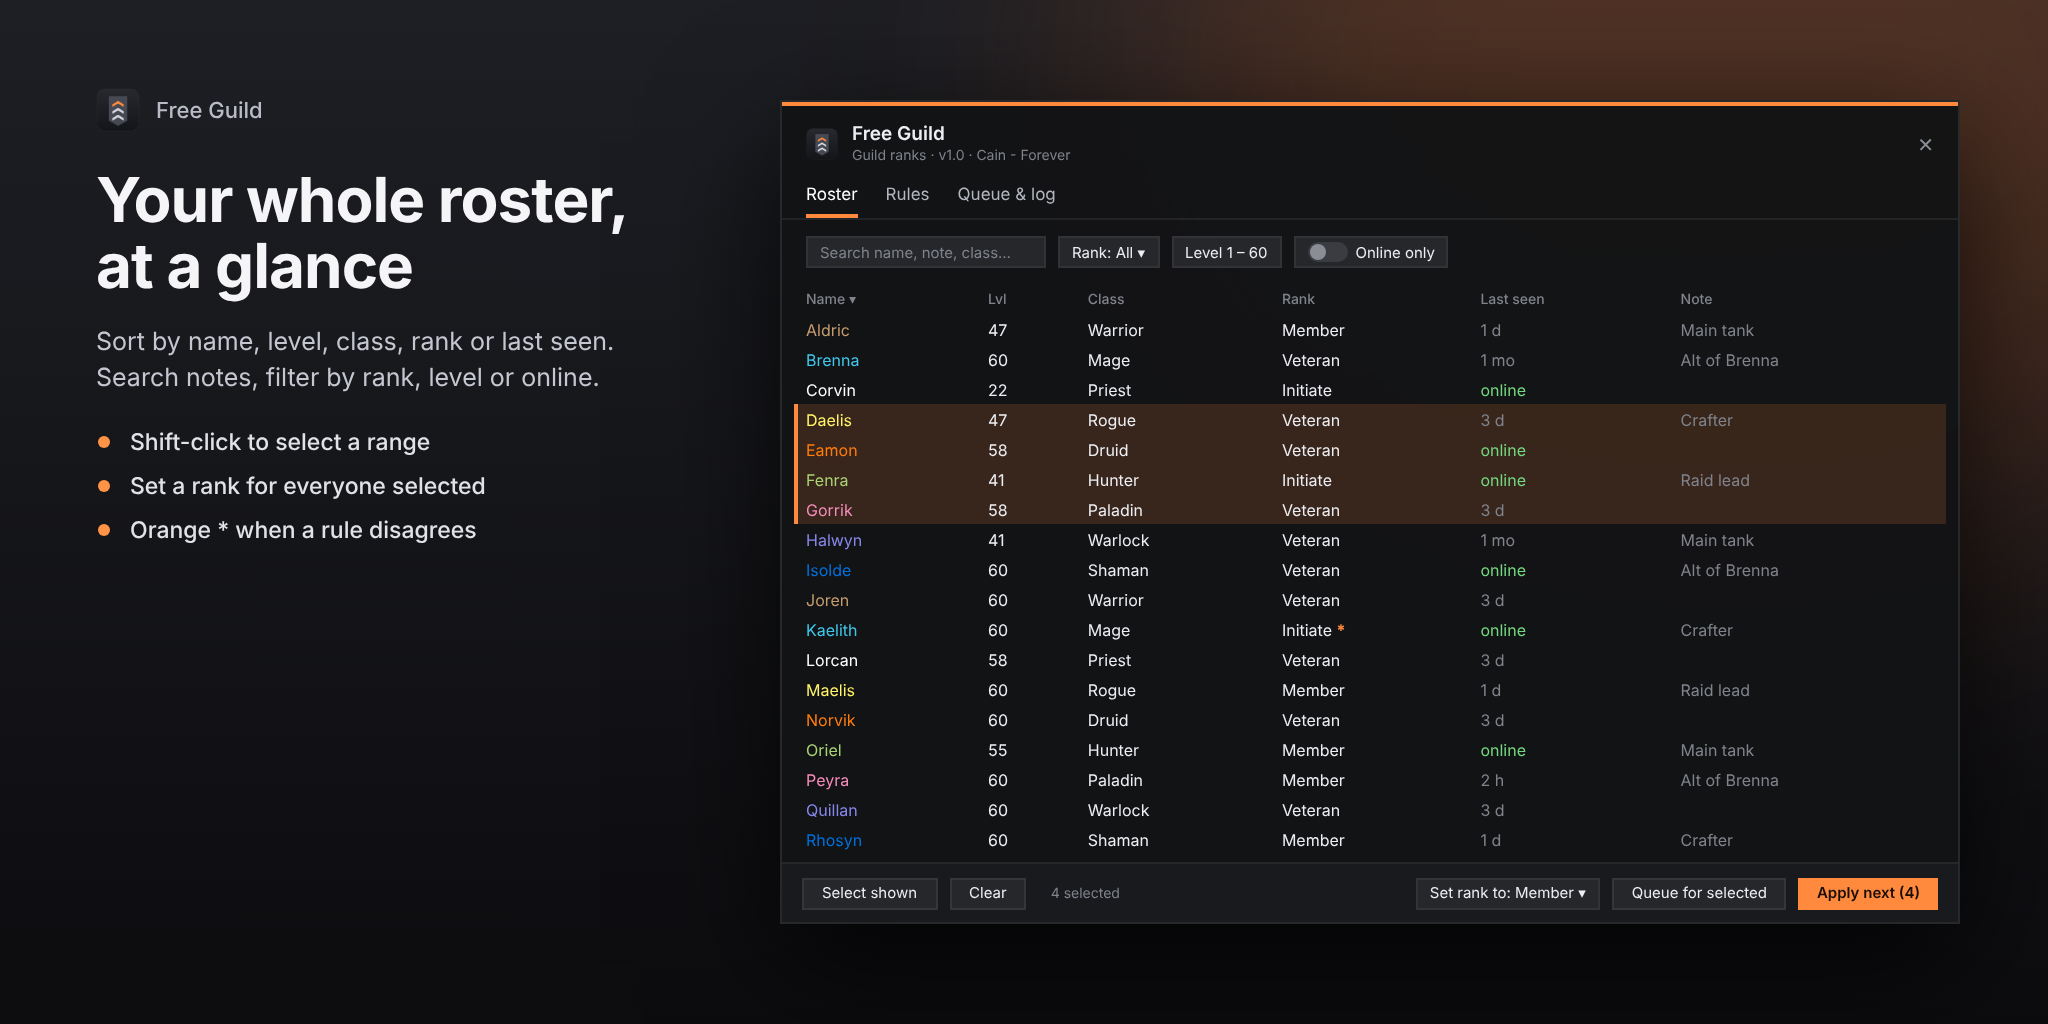 Free Guild
Your whole roster,
at a glance
Sort by name, level, class, rank or last seen.
Search notes, filter by rank, level or online.
Shift-click to select a range
Set a rank for everyone selected
Orange * when a rule disagrees
Free Guild
Guild ranks · v1.0 · Cain - Forever
×
Roster Rules Queue & log
Search name, note, class... Rank: All ▾ Level 1 – 60 Online only
Name ▾ Lvl Class Rank Last seen Note
Aldric 47 Warrior Member 1 d Main tank
Brenna 60 Mage Veteran 1 mo Alt of Brenna
Corvin 22 Priest Initiate online
Daelis 47 Rogue Veteran 3 d Crafter
Eamon 58 Druid Veteran online
Fenra 41 Hunter Initiate online Raid lead
Gorrik 58 Paladin Veteran 3 d
Halwyn 41 Warlock Veteran 1 mo Main tank
Isolde 60 Shaman Veteran online Alt of Brenna
Joren 60 Warrior Veteran 3 d
Kaelith 60 Mage Initiate * online Crafter
Lorcan 58 Priest Veteran 3 d
Maelis 60 Rogue Member 1 d Raid lead
Norvik 60 Druid Veteran 3 d
Oriel 55 Hunter Member online Main tank
Peyra 60 Paladin Member 2 h Alt of Brenna
Quillan 60 Warlock Veteran 3 d
Rhosyn 60 Shaman Member 1 d Crafter
Select shown Clear 4 selected Set rank to: Member ▾ Queue for selected Apply next (4)